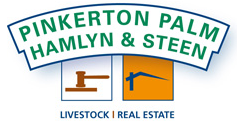 PINKERTON PALM
HAMLYN & STEEN
LIVESTOCK | REAL ESTATE